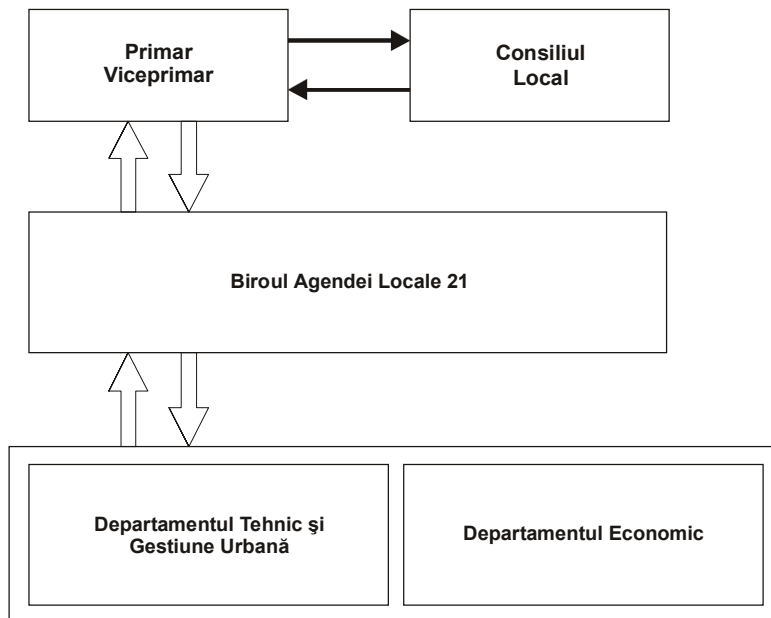 Primar
Viceprimar
Consiliul
Local
Biroul Agendei Locale 21
Departamentul Tehnic şi
Gestiune Urbană
Departamentul Economic